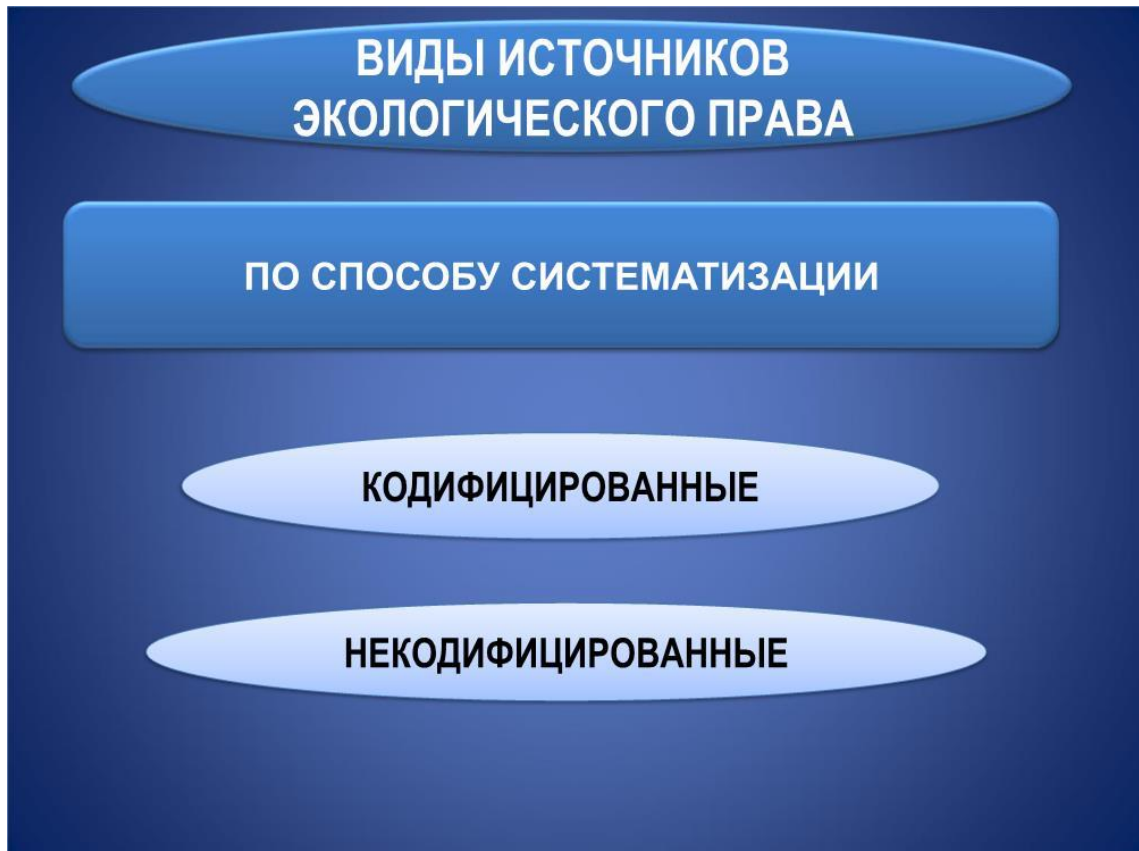 ВИДЫ ИСТОЧНИКОВ
ЭКОЛОГИЧЕСКОГО ПРАВА
ПО СПОСОБУ СИСТЕМАТИЗАЦИИ
КОДИФИЦИРОВАННЫЕ
НЕКОДИФИЦИРОВАННЫЕ